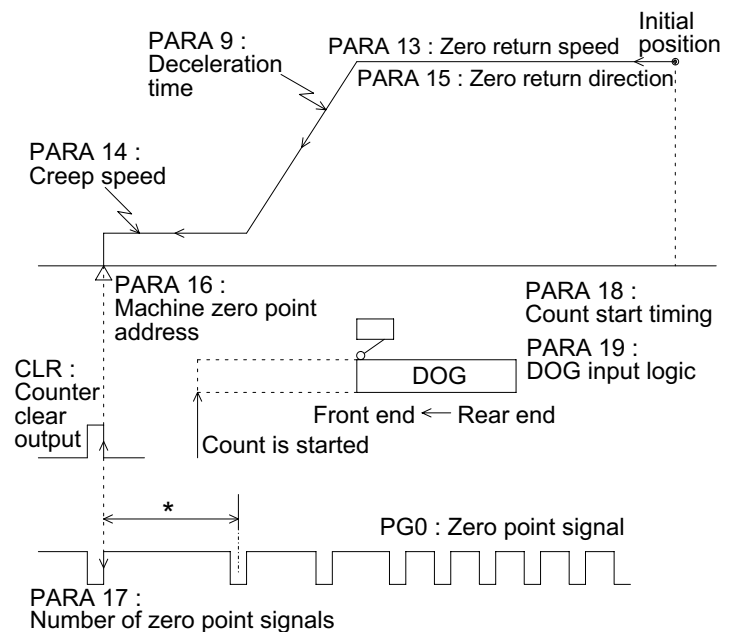 Initial
position
PARA 9 :
Deceleration
time
PARA 13 : Zero return speed
PARA 15 : Zero return direction
PARA 14 :
Creep speed
PARA 16 :
Machine zero point
address
PARA 18 :
Count start timing
PARA 19 :
DOG input logic
CLR :
Counter
clear
output
DOG
Front end ← Rear end
Count is started
*
PG0 : Zero point signal
PARA 17 :
Number of zero point signals